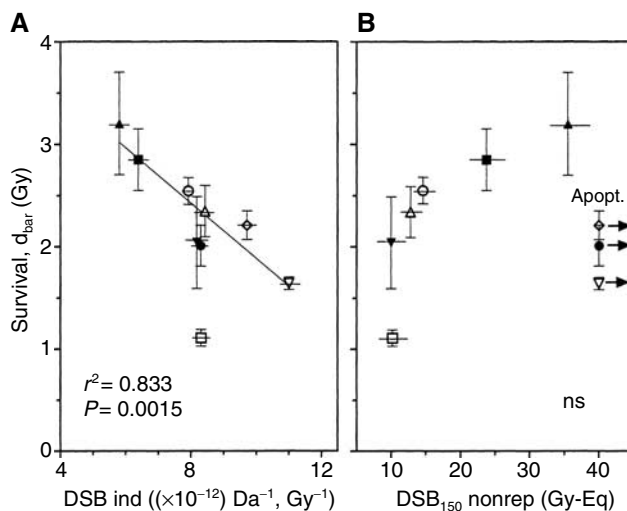 A
B
Survival, d_bar (Gy)
4
3
2
1
0
r² = 0.833
P = 0.0015
4
8
12
DSB ind ((×10⁻¹²) Da⁻¹, Gy⁻¹)
Apopt.
ns
10
20
30
40
DSB₁₅₀ nonrep (Gy-Eq)